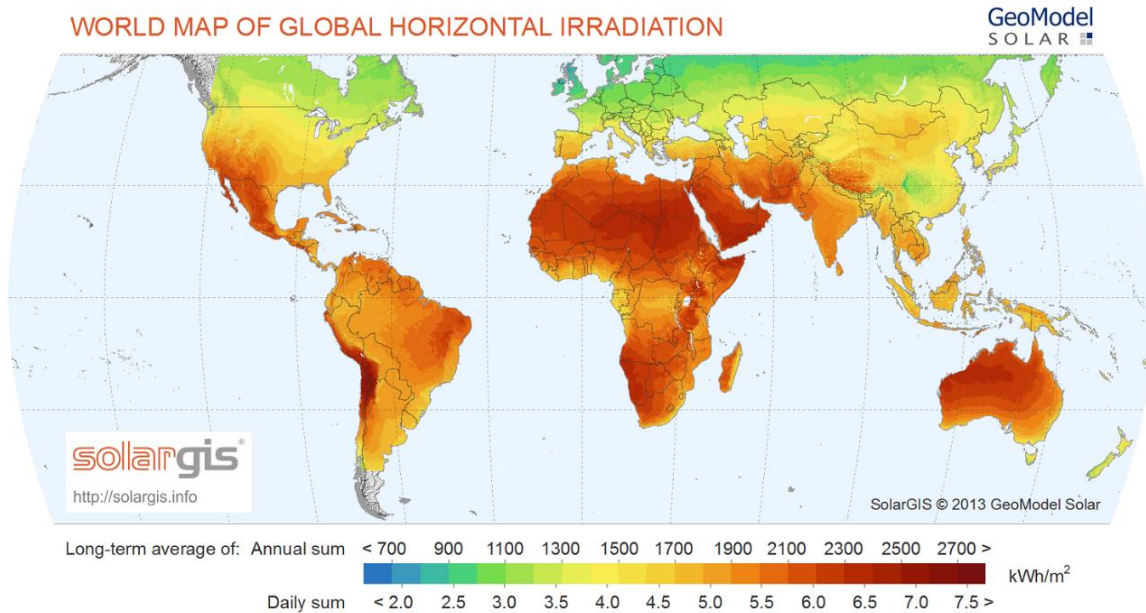 WORLD MAP OF GLOBAL HORIZONTAL IRRADIATION
GeoModel
SOLAR
solargis®
http://solargis.info
SolarGIS © 2013 GeoModel Solar
Long-term average of: Annual sum < 700 900 1100 1300 1500 1700 1900 2100 2300 2500 2700 >
kWh/m²
Daily sum < 2.0 2.5 3.0 3.5 4.0 4.5 5.0 5.5 6.0 6.5 7.0 7.5 >